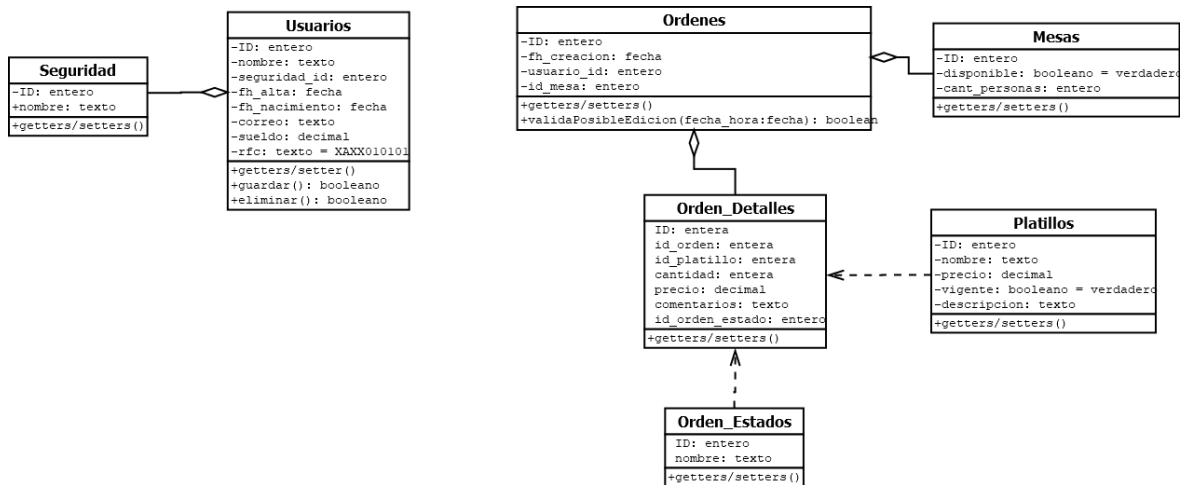 Seguridad
-ID: entero
+nombre: texto
+getters/setters()
Usuarios
-ID: entero
-nombre: texto
-seguridad_id: entero
-fh_alta: fecha
-fh_nacimiento: fecha
-correo: texto
-sueldo: decimal
-rfc: texto = XAXX010101
+getters/setter()
+guardar(): booleano
+eliminar(): booleano
Ordenes
-ID: entero
-fh_creacion: fecha
-usuario_id: entero
-id_mesa: entero
+getters/setters()
+validaPosibleEdicion(fecha_hora:fecha): boolean
Mesas
-ID: entero
-disponible: booleano = verdadero
-cant_personas: entero
+getters/setters()
Orden_Detalles
ID: entera
id_orden: entera
id_platillo: entera
cantidad: entera
precio: decimal
comentarios: texto
id_orden_estado: entero
+getters/setters()
Platillos
-ID: entero
-nombre: texto
-precio: decimal
-vigente: booleano = verdadero
-descripcion: texto
+getters/setters()
Orden_Estados
ID: entero
nombre: texto
+getters/setters()